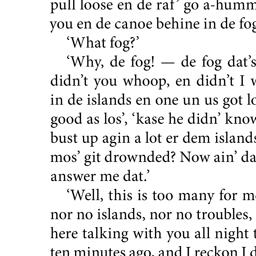 pull loose en de raf' go a-humm
you en de canoe behine in de fog
'What fog?'
'Why, de fog! — de fog dat's
didn't you whoop, en didn't I w
in de islands en one un us got lo
good as los', 'kase he didn' know
bust up agin a lot er dem islands
mos' git drownded? Now ain' da
answer me dat.'
'Well, this is too many for me
nor no islands, nor no troubles,
here talking with you all night t
ten minutes ago, and I reckon I d